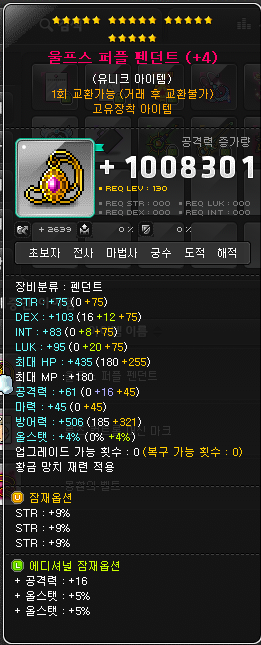 울프스 퍼플 펜던트 (+4)
(유니크 아이템)
1회 교환가능 (거래 후 교환불가)
고유장착 아이템
공격력 증가량
+ 1008301
• REQ LEV : 130
• REQ STR : 000 • REQ LUK : 000
• REQ DEX : 000 • REQ INT : 000
+ 2639 0 % 0 %
초보자 전사 마법사 궁수 도적 해적
장비분류 : 펜던트
STR : +75 (0 +75)
DEX : +103 (16 +12 +75)
INT : +83 (0 +8 +75)
LUK : +95 (0 +20 +75)
최대 HP : +435 (180 +255)
최대 MP : +180
공격력 : +61 (0 +16 +45)
마력 : +45 (0 +45)
방어력 : +506 (185 +321)
올스탯 : +4% (0% +4%)
업그레이드 가능 횟수 : 0 (복구 가능 횟수 : 0)
황금 망치 재련 적용
잠재옵션
STR : +9%
STR : +9%
STR : +9%
에디셔널 잠재옵션
+ 공격력 : +16
+ 올스탯 : +5%
+ 올스탯 : +5%